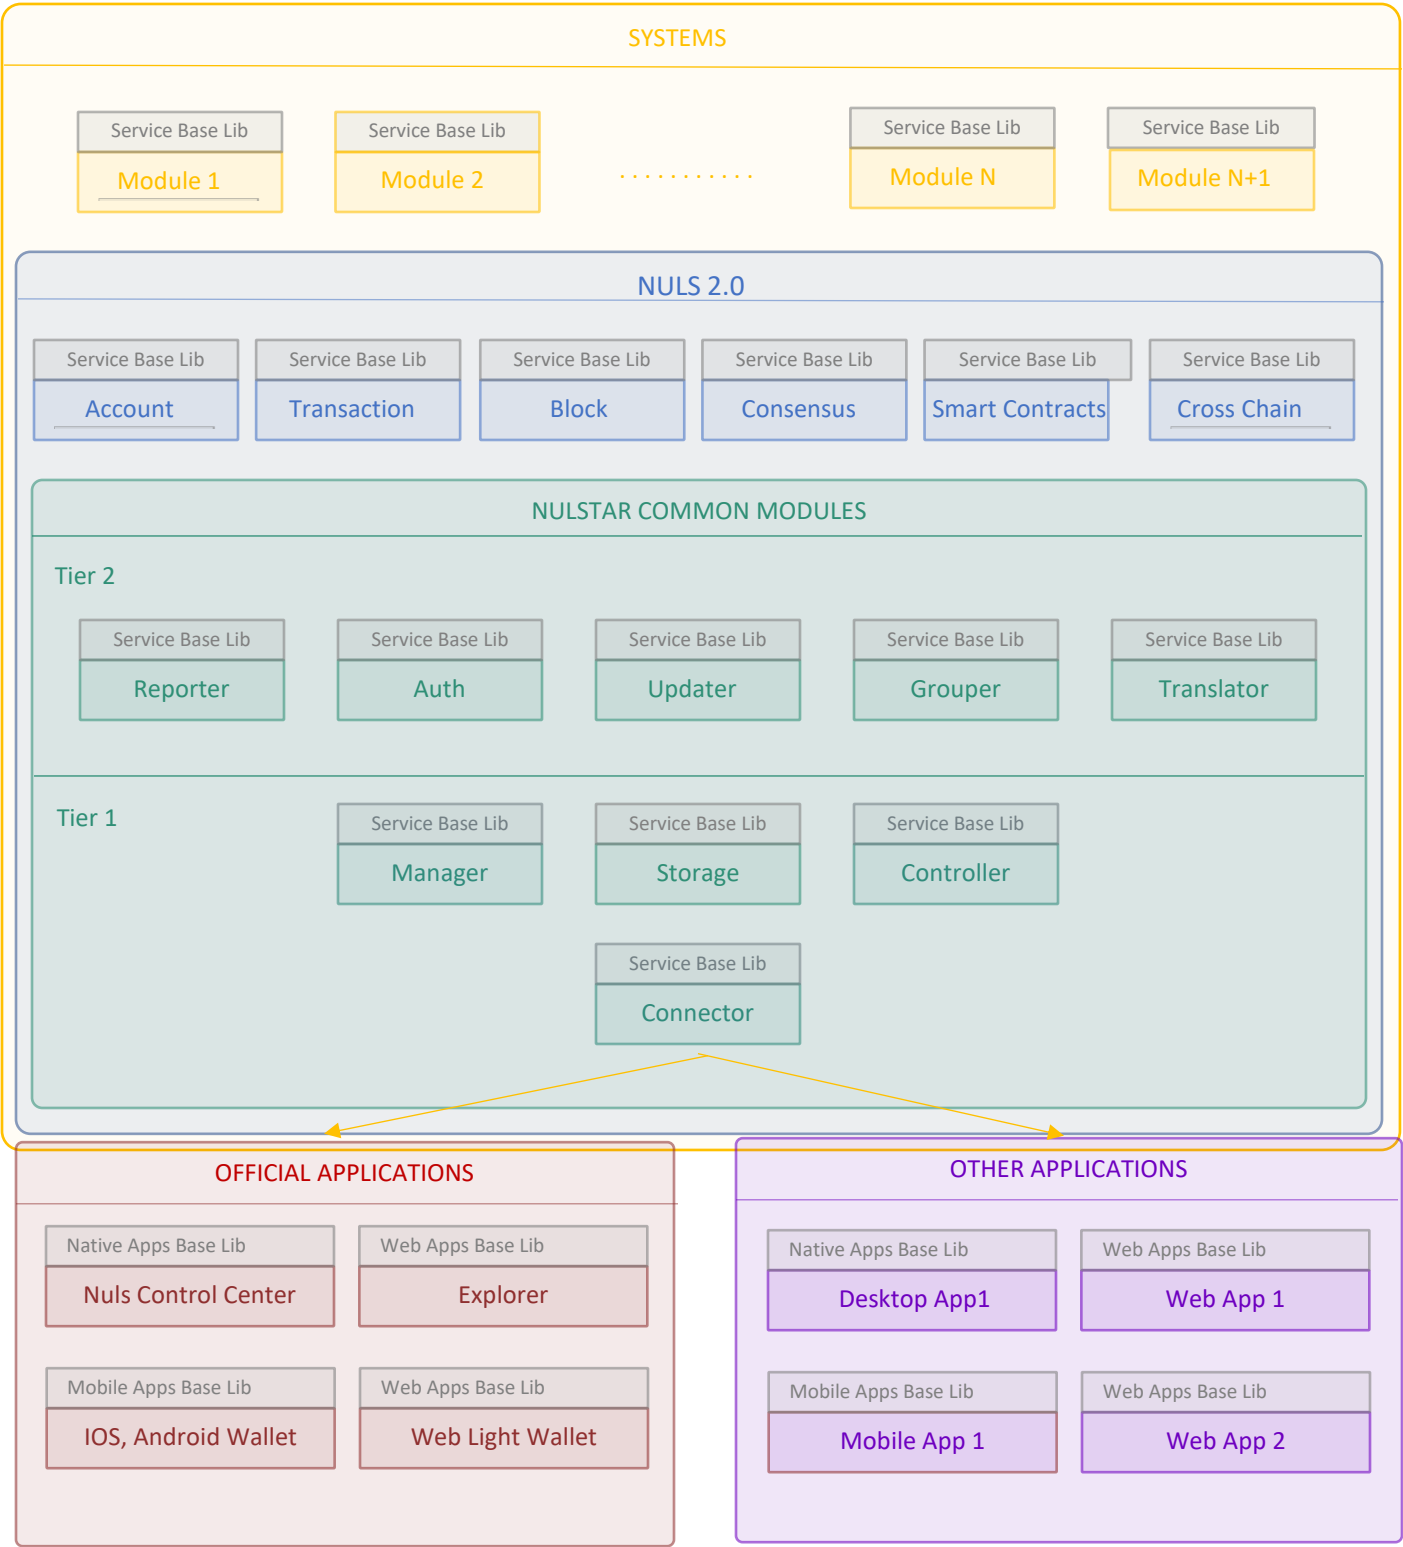 SYSTEMS
Service Base Lib
Module 1
Service Base Lib
Module 2
...........
Service Base Lib
Module N
Service Base Lib
Module N+1
NULS 2.0
Service Base Lib
Account
Service Base Lib
Transaction
Service Base Lib
Block
Service Base Lib
Consensus
Service Base Lib
Smart Contracts
Service Base Lib
Cross Chain
NULSTAR COMMON MODULES
Tier 2
Service Base Lib
Reporter
Service Base Lib
Auth
Service Base Lib
Updater
Service Base Lib
Grouper
Service Base Lib
Translator
Tier 1
Service Base Lib
Manager
Service Base Lib
Storage
Service Base Lib
Controller
Service Base Lib
Connector
OFFICIAL APPLICATIONS
Native Apps Base Lib
Nuls Control Center
Web Apps Base Lib
Explorer
Mobile Apps Base Lib
IOS, Android Wallet
Web Apps Base Lib
Web Light Wallet
OTHER APPLICATIONS
Native Apps Base Lib
Desktop App1
Web Apps Base Lib
Web App 1
Mobile Apps Base Lib
Mobile App 1
Web Apps Base Lib
Web App 2